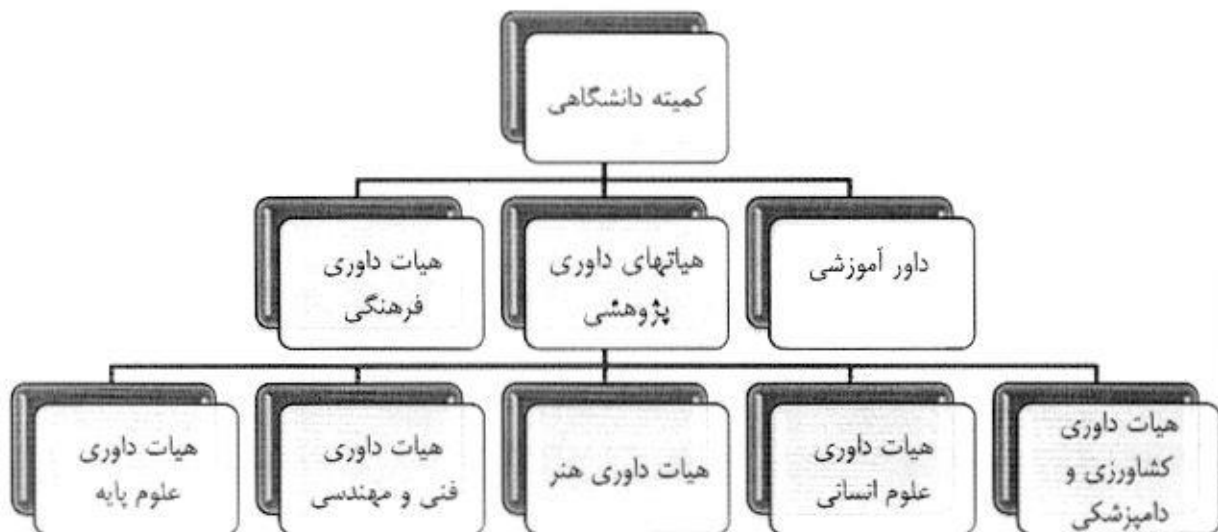 کمیته دانشگاهی
داور آموزشی
هیاتهای داوری
پژوهشی
هیات داوری
فرهنگی
هیات داوری
کشاورزی و
دامپزشکی
هیات داوری
علوم انسانی
هیات داوری هنر
هیات داوری
فنی و مهندسی
هیات داوری
علوم پایه